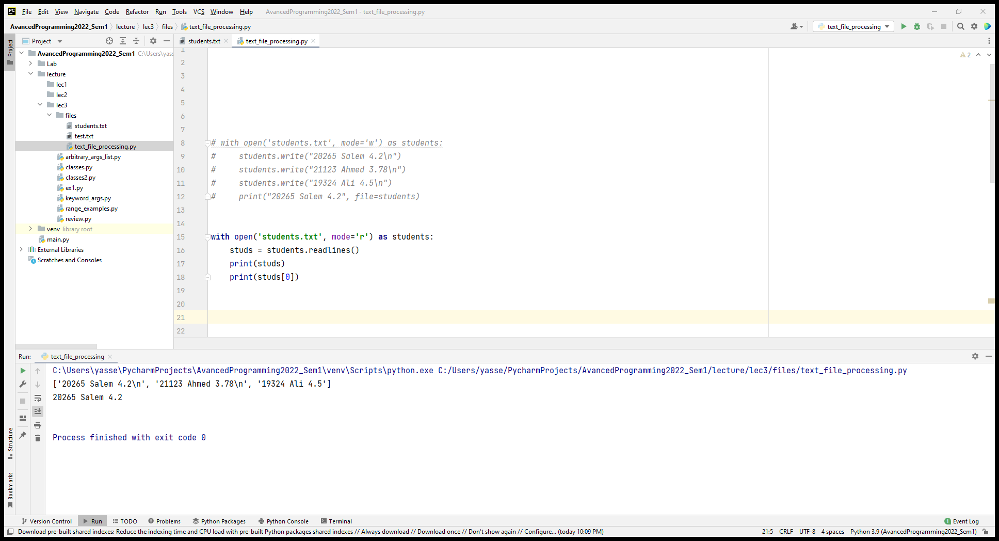 PC File Edit View Navigate Code Refactor Run Tools VCS Window Help AvancedProgramming2022_Sem1 - text_file_processing.py
AvancedProgramming2022_Sem1 lecture lec3 files text_file_processing.py text_file_processing
Project Project students.txt text_file_processing.py
AvancedProgramming2022_Sem1 C:\Users\yass
Lab
lecture
lec1
lec2
lec3
files
students.txt
test.txt
text_file_processing.py
arbitrary_args_list.py
classes.py
classes2.py
ex1.py
keyword_args.py
range_examples.py
review.py
venv library root
main.py
External Libraries
Scratches and Consoles
2
1
2
3
4
5
6
7
8 # with open('students.txt', mode='w') as students:
9 #     students.write("20265 Salem 4.2\n")
10 #     students.write("21123 Ahmed 3.78\n")
11 #     students.write("19324 Ali 4.5\n")
12 #     print("20265 Salem 4.2", file=students)
13
14
15 with open('students.txt', mode='r') as students:
16     studs = students.readlines()
17     print(studs)
18     print(studs[0])
19
20
21
22
Run: text_file_processing
C:\Users\yasse\PycharmProjects\AvancedProgramming2022_Sem1\venv\Scripts\python.exe C:/Users/yasse/PycharmProjects/AvancedProgramming2022_Sem1/lecture/lec3/files/text_file_processing.py
['20265 Salem 4.2\n', '21123 Ahmed 3.78\n', '19324 Ali 4.5']
20265 Salem 4.2
Process finished with exit code 0
Structure
Bookmarks
Version Control Run TODO Problems Python Packages Python Console Terminal 1 Event Log
Download pre-built shared indexes: Reduce the indexing time and CPU load with pre-built Python packages shared indexes // Always download // Download once // Don't show again // Configure... (today 10:09 PM) 21:5 CRLF UTF-8 4 spaces Python 3.9 (AvancedProgramming2022_Sem1)